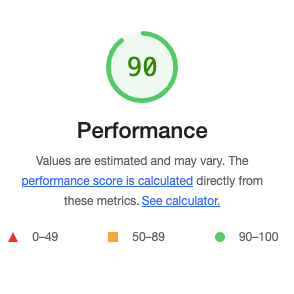 90
Performance
Values are estimated and may vary. The
performance score is calculated directly from
these metrics. See calculator.
0–49 50–89 90–100